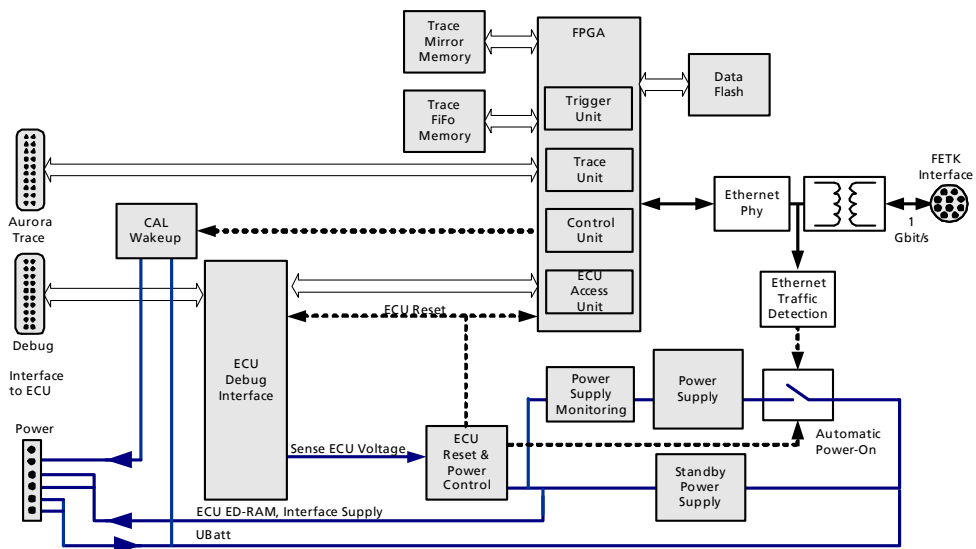 Trace
Mirror
Memory
FPGA
Data
Flash
Trace
FiFo
Memory
Trigger
Unit
Aurora
Trace
Trace
Unit
FETK
Interface
Ethernet
Phy
1
Gbit/s
CAL
Wakeup
Control
Unit
ECU
Access
Unit
Ethernet
Traffic
Detection
Debug
ECU Reset
Interface
to ECU
ECU
Debug
Interface
Power
Supply
Monitoring
Power
Supply
Automatic
Power-On
Power
Sense ECU Voltage
ECU
Reset &
Power
Control
Standby
Power
Supply
ECU ED-RAM, Interface Supply
UBatt